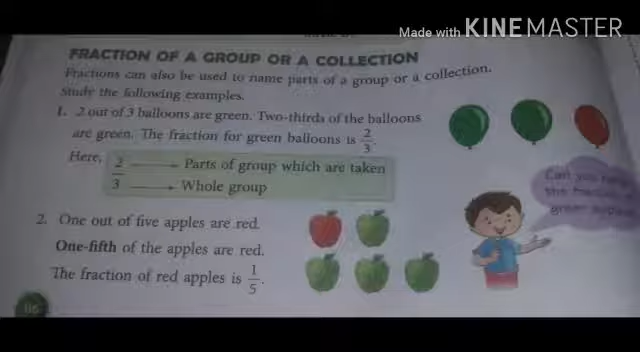 Made with KINEMASTER
FRACTION OF A GROUP OR A COLLECTION
Fractions can also be used to name parts of a group or a collection.
Study the following examples.
1. 2 out of 3 balloons are green. Two-thirds of the balloons
are green. The fraction for green balloons is 2/3.
Here, 2 → Parts of group which are taken
3 → Whole group
Can you
the
green
2. One out of five apples are red.
One-fifth of the apples are red.
The fraction of red apples is 1/5.